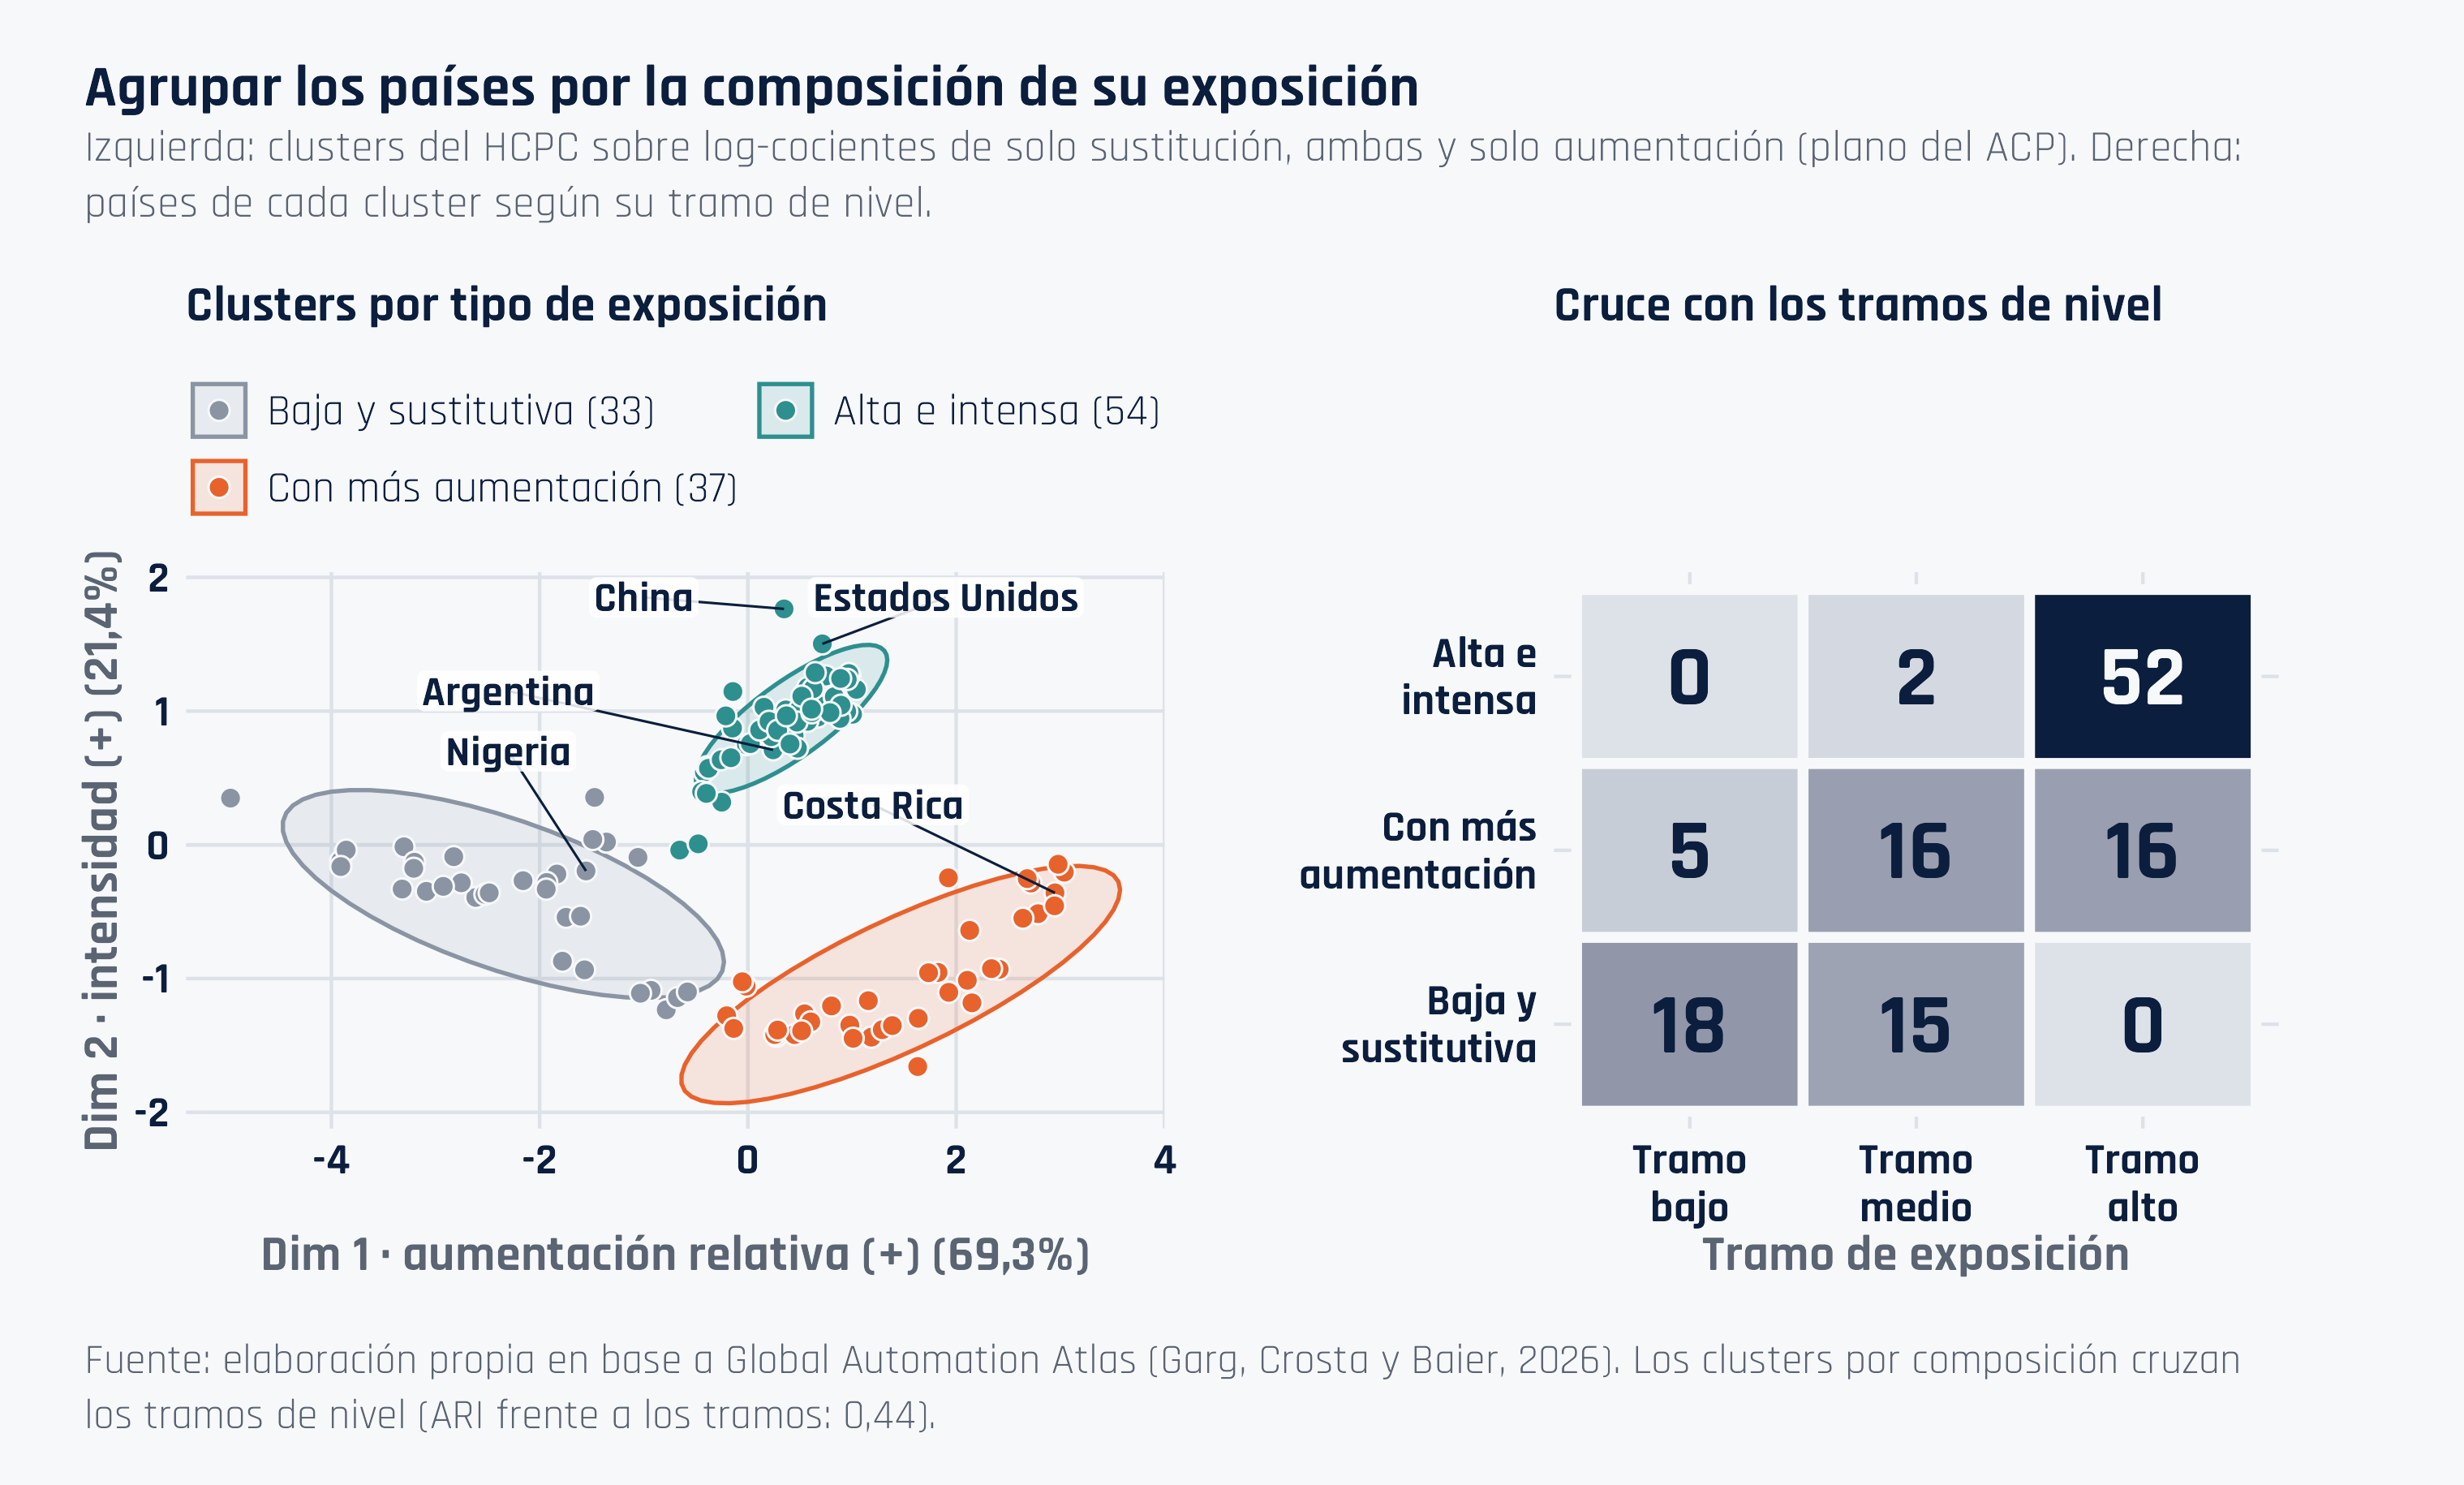 Agrupar los países por la composición de su exposición
Izquierda: clusters del HCPC sobre log-cocientes de solo sustitución, ambas y solo aumentación (plano del ACP). Derecha:
países de cada cluster según su tramo de nivel.
Clusters por tipo de exposición
Baja y sustitutiva (33)
Alta e intensa (54)
Con más aumentación (37)
Dim 2 · intensidad (+) (21,4%)
2
1
0
-1
-2
China
Estados Unidos
Argentina
Nigeria
Costa Rica
-4
-2
0
2
4
Dim 1 · aumentación relativa (+) (69,3%)
Cruce con los tramos de nivel
Alta e
intensa
0
2
52
Con más
aumentación
5
16
16
Baja y
sustitutiva
18
15
0
Tramo
bajo
Tramo
medio
Tramo
alto
Tramo de exposición
Fuente: elaboración propia en base a Global Automation Atlas (Garg, Crosta y Baier, 2026). Los clusters por composición cruzan
los tramos de nivel (ARI frente a los tramos: 0,44).